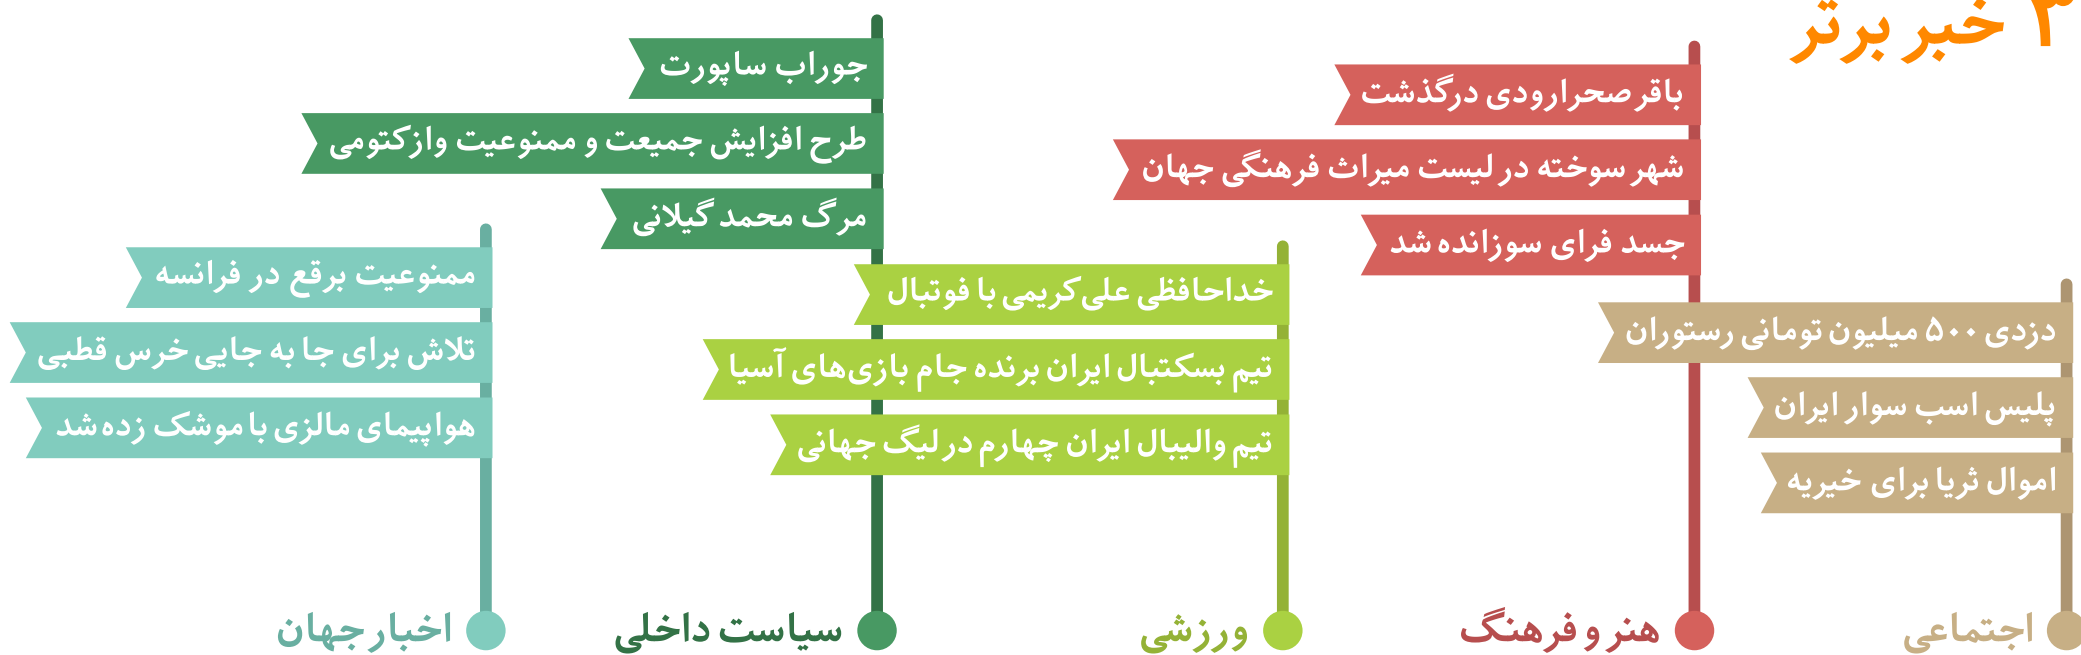 ۳ خبر برتر
دزدی ۵۰۰ میلیون تومانی رستوران
پلیس اسب سوار ایران
اموال ثریا برای خیریه
اجتماعی
باقر صحرارودی درگذشت
شهر سوخته در لیست میراث فرهنگی جهان
جسد فرای سوزانده شد
هنر و فرهنگ
خداحافظی علی‌کریمی با فوتبال
تیم بسکتبال ایران برنده جام بازی‌های آسیا
تیم والیبال ایران چهارم در لیگ جهانی
ورزشی
جوراب ساپورت
طرح افزایش جمیعت و ممنوعیت وازکتومی
مرگ محمد گیلانی
سیاست داخلی
ممنوعیت برقع در فرانسه
تلاش برای جا به جایی خرس قطبی
هواپیمای مالزی با موشک زده‌شد
اخبار جهان